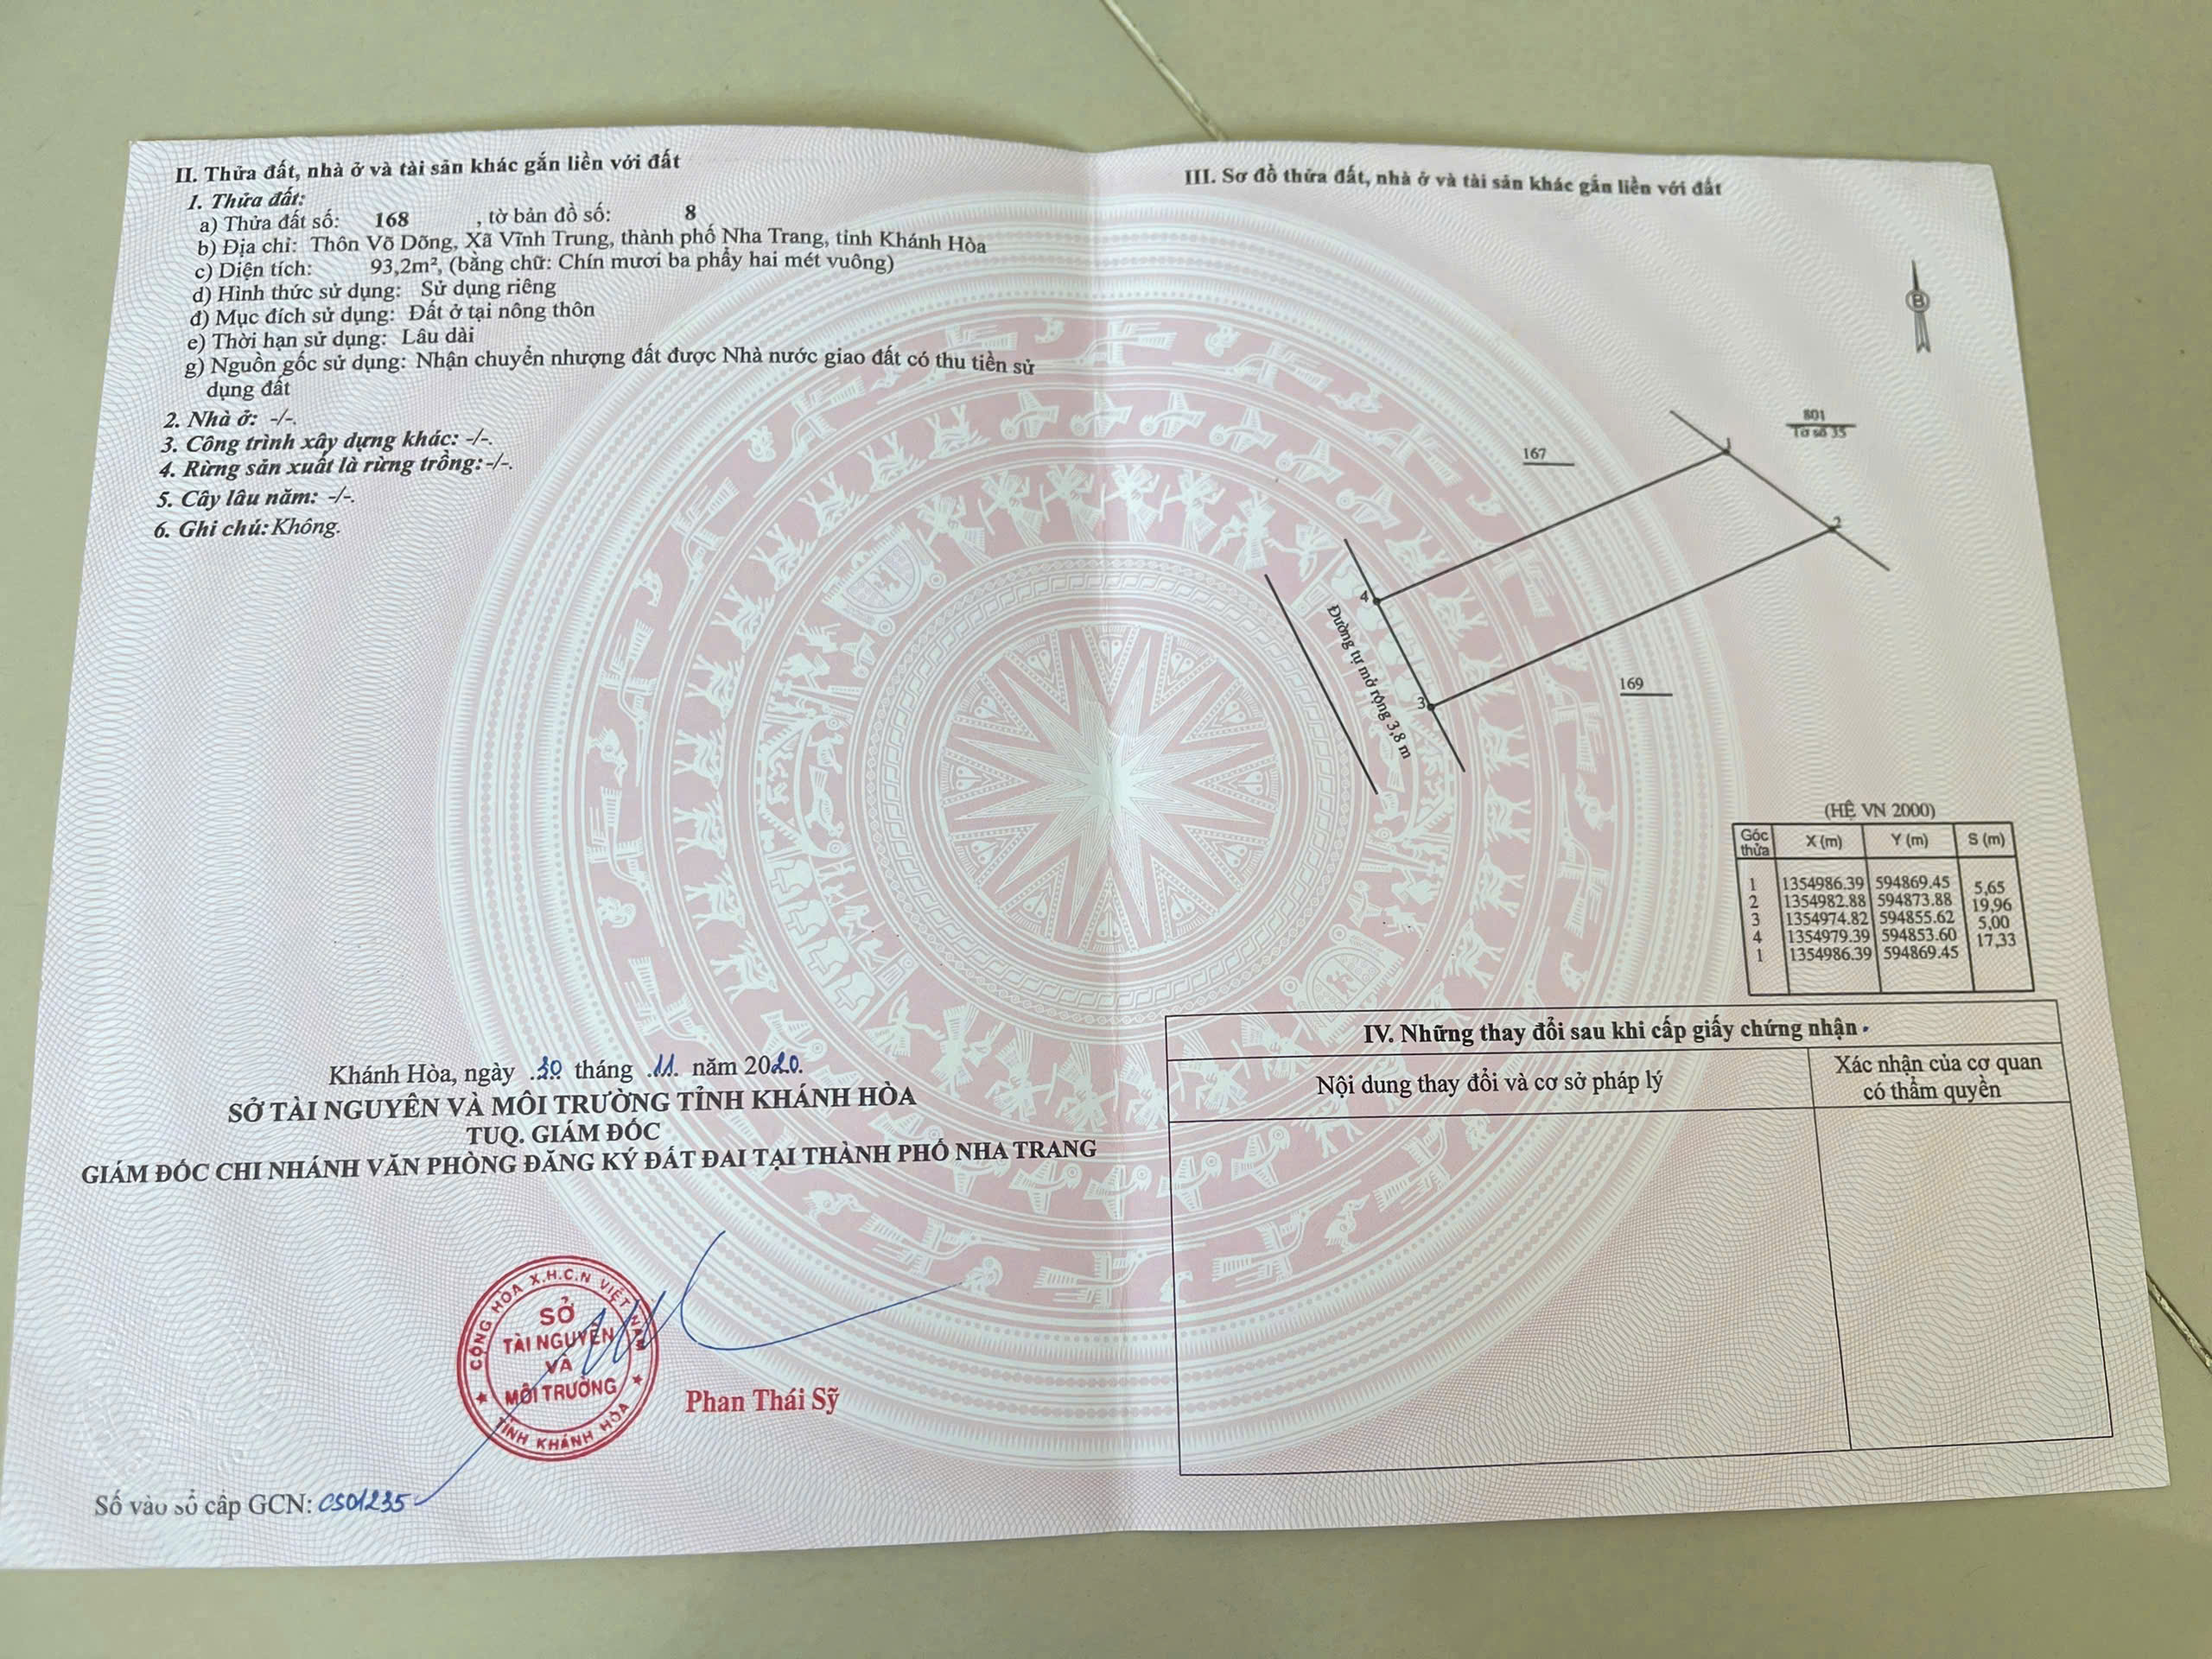 II. Thửa đất, nhà ở và tài sản khác gắn liền với đất
1. Thửa đất:
a) Thửa đất số: 168 , tờ bản đồ số: 8
b) Địa chỉ: Thôn Võ Dõng, Xã Vĩnh Trung, thành phố Nha Trang, tỉnh Khánh Hòa
c) Diện tích: 93,2m², (bằng chữ: Chín mươi ba phẩy hai mét vuông)
d) Hình thức sử dụng: Sử dụng riêng
đ) Mục đích sử dụng: Đất ở tại nông thôn
e) Thời hạn sử dụng: Lâu dài
g) Nguồn gốc sử dụng: Nhận chuyển nhượng đất được Nhà nước giao đất có thu tiền sử
dụng đất
2. Nhà ở: -/-.
3. Công trình xây dựng khác: -/-.
4. Rừng sản xuất là rừng trồng:-/-.
5. Cây lâu năm: -/-.
6. Ghi chú: Không.
Khánh Hòa, ngày 30 tháng 11 năm 2020.
SỞ TÀI NGUYÊN VÀ MÔI TRƯỜNG TỈNH KHÁNH HÒA
TUQ. GIÁM ĐỐC
GIÁM ĐỐC CHI NHÁNH VĂN PHÒNG ĐĂNG KÝ ĐẤT ĐAI TẠI THÀNH PHỐ NHA TRANG
CỘNG HÒA X.H.C.N VIỆT NAM
SỞ
TÀI NGUYÊN
VÀ
MÔI TRƯỜNG
TỈNH KHÁNH HÒA
Phan Thái Sỹ
Số vào sổ cấp GCN: CS01235
III. Sơ đồ thửa đất, nhà ở và tài sản khác gắn liền với đất
B
801
Tờ số 35
167
1
2
4
3
Đường tự mở rộng 3,8 m
169
(HỆ VN 2000)
Góc thửa X (m) Y (m) S (m)
1 1354986.39 594869.45
5,65
2 1354982.88 594873.88
19,96
3 1354974.82 594855.62
5,00
4 1354979.39 594853.60
17,33
1 1354986.39 594869.45
IV. Những thay đổi sau khi cấp giấy chứng nhận
Nội dung thay đổi và cơ sở pháp lý
Xác nhận của cơ quan
có thẩm quyền